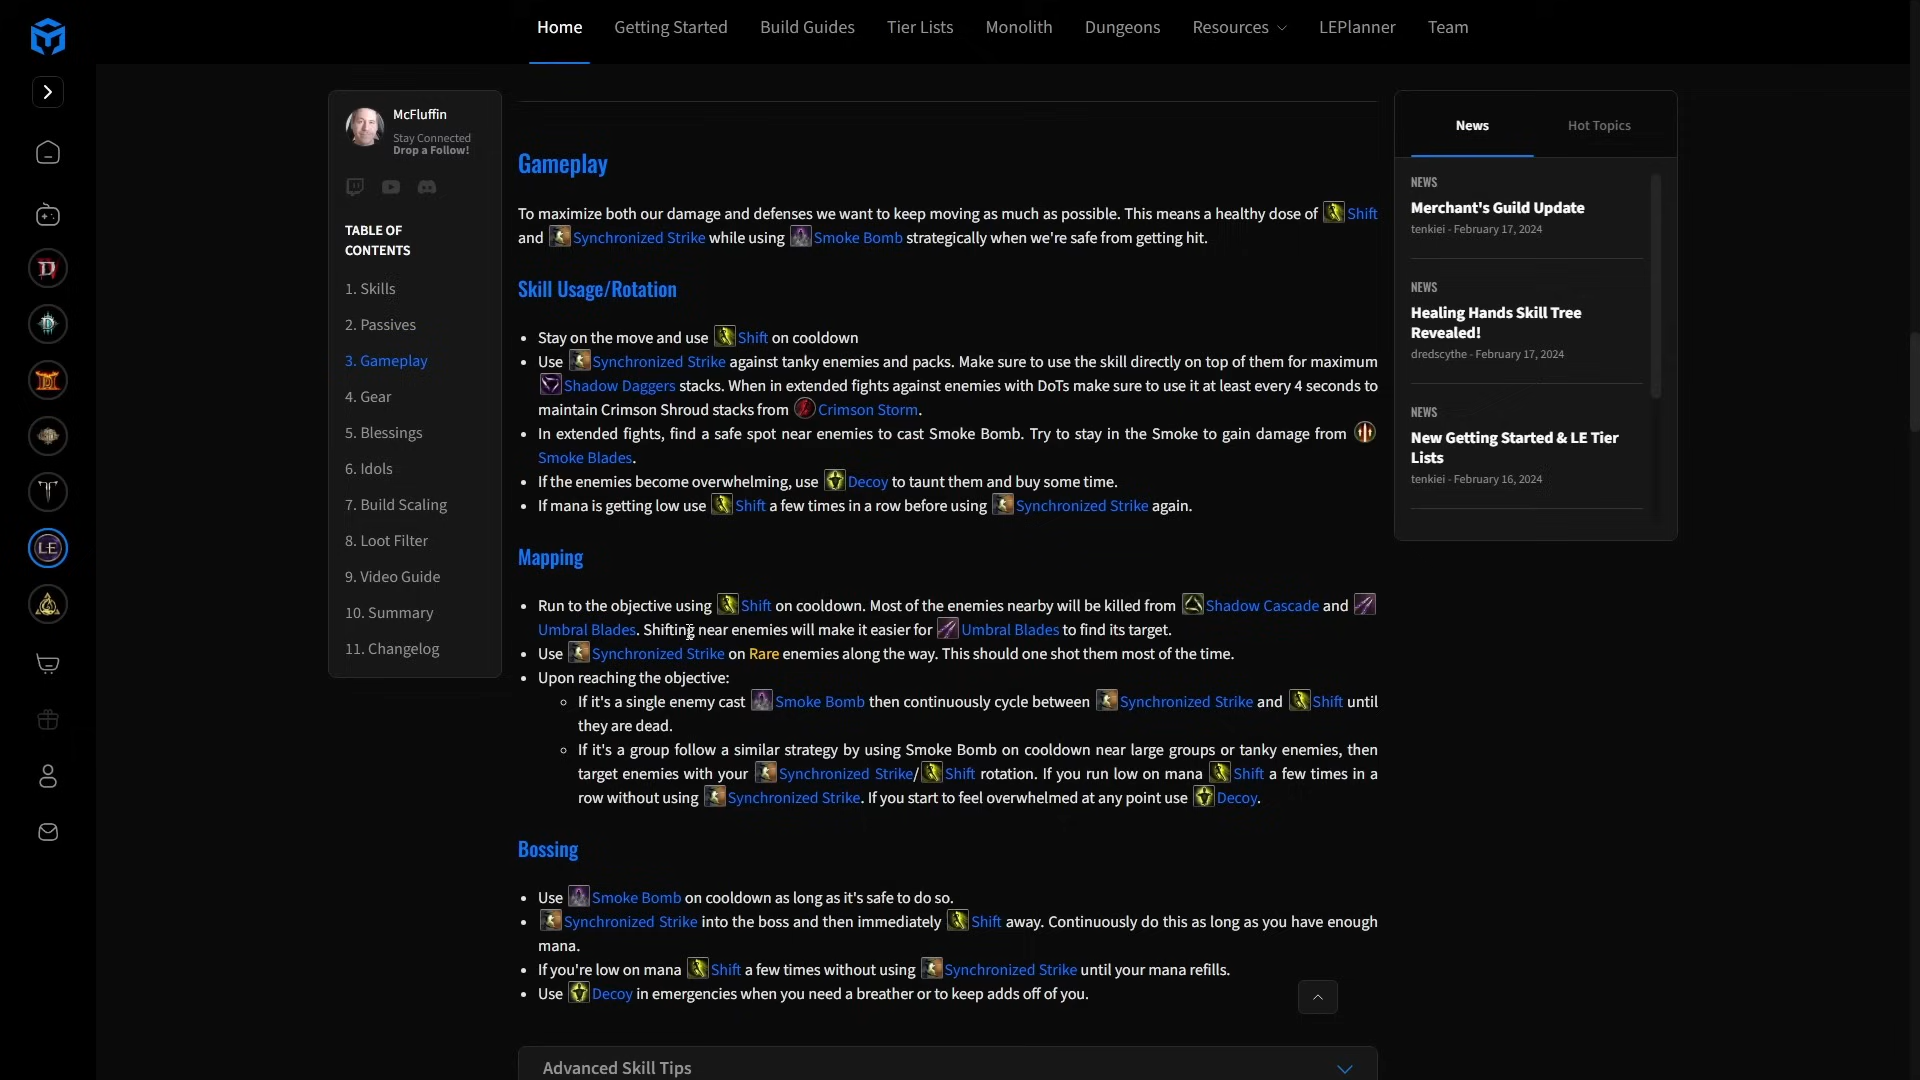 Home Getting Started Build Guides Tier Lists Monolith Dungeons Resources LEPlanner Team
McFluffin
Stay Connected
Drop a Follow!
TABLE OF
CONTENTS
1. Skills
2. Passives
3. Gameplay
4. Gear
5. Blessings
6. Idols
7. Build Scaling
8. Loot Filter
9. Video Guide
10. Summary
11. Changelog
Gameplay
To maximize both our damage and defenses we want to keep moving as much as possible. This means a healthy dose of Shift
and Synchronized Strike while using Smoke Bomb strategically when we're safe from getting hit.
Skill Usage/Rotation
• Stay on the move and use Shift on cooldown
• Use Synchronized Strike against tanky enemies and packs. Make sure to use the skill directly on top of them for maximum
Shadow Daggers stacks. When in extended fights against enemies with DoTs make sure to use it at least every 4 seconds to
maintain Crimson Shroud stacks from Crimson Storm.
• In extended fights, find a safe spot near enemies to cast Smoke Bomb. Try to stay in the Smoke to gain damage from
Smoke Blades.
• If the enemies become overwhelming, use Decoy to taunt them and buy some time.
• If mana is getting low use Shift a few times in a row before using Synchronized Strike again.
Mapping
• Run to the objective using Shift on cooldown. Most of the enemies nearby will be killed from Shadow Cascade and
Umbral Blades. Shifting near enemies will make it easier for Umbral Blades to find its target.
• Use Synchronized Strike on Rare enemies along the way. This should one shot them most of the time.
• Upon reaching the objective:
◦ If it's a single enemy cast Smoke Bomb then continuously cycle between Synchronized Strike and Shift until
they are dead.
◦ If it's a group follow a similar strategy by using Smoke Bomb on cooldown near large groups or tanky enemies, then
target enemies with your Synchronized Strike/ Shift rotation. If you run low on mana Shift a few times in a
row without using Synchronized Strike. If you start to feel overwhelmed at any point use Decoy.
Bossing
• Use Smoke Bomb on cooldown as long as it's safe to do so.
• Synchronized Strike into the boss and then immediately Shift away. Continuously do this as long as you have enough
mana.
• If you're low on mana Shift a few times without using Synchronized Strike until your mana refills.
• Use Decoy in emergencies when you need a breather or to keep adds off of you.
Advanced Skill Tips
News Hot Topics
NEWS
Merchant's Guild Update
tenkiei - February 17, 2024
NEWS
Healing Hands Skill Tree
Revealed!
dredscythe - February 17, 2024
NEWS
New Getting Started & LE Tier
Lists
tenkiei - February 16, 2024
LE